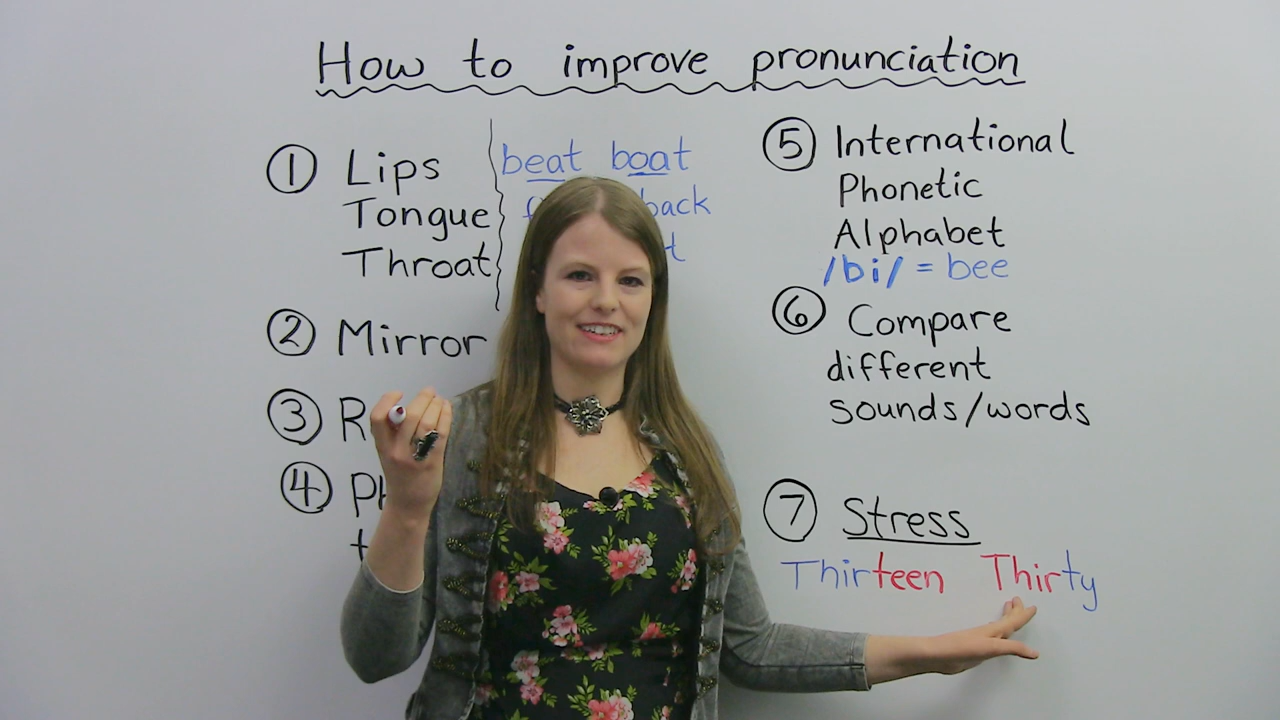 How to improve pronunciation
① Lips
Tongue
Throat
beat boat
back
② Mirror
③
④
⑤ International
Phonetic
Alphabet
/bi/ = bee
⑥ Compare
different
sounds/words
⑦ Stress
Thirteen Thirty